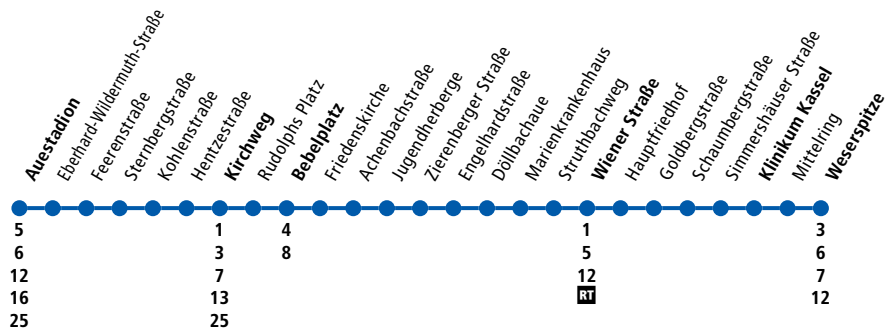 Auestadion
Eberhard-Wildermuth-Straße
Feerenstraße
Sternbergstraße
Kohlenstraße
Hentzestraße
Kirchweg
Rudolphs Platz
Bebelplatz
Friedenskirche
Achenbachstraße
Jugendherberge
Zierenberger Straße
Engelhardstraße
Döllbachaue
Marienkrankenhaus
Struthbachweg
Wiener Straße
Hauptfriedhof
Goldbergstraße
Schaumbergstraße
Simmershäuser Straße
Klinikum Kassel
Mittelring
Weserspitze
5
6
12
16
25
1
3
7
13
25
4
8
1
5
12
RT
3
6
7
12